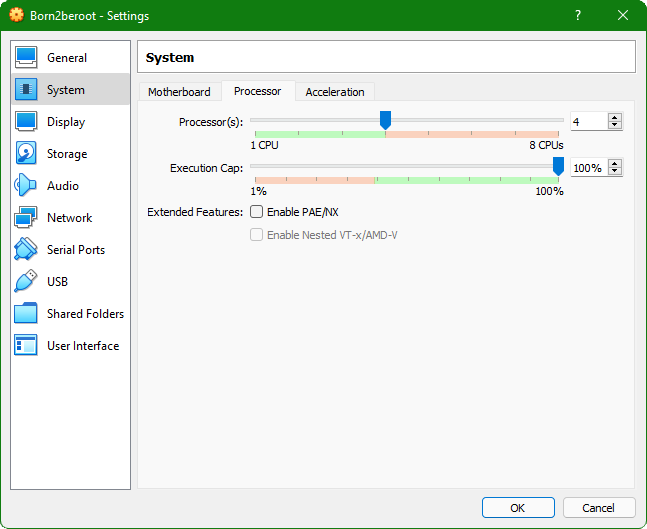 Born2beroot - Settings
?
General
System
Display
Storage
Audio
Network
Serial Ports
USB
Shared Folders
User Interface
System
Motherboard Processor Acceleration
Processor(s): 4
1 CPU 8 CPUs
Execution Cap: 100%
1% 100%
Extended Features: Enable PAE/NX
Enable Nested VT-x/AMD-V
OK Cancel